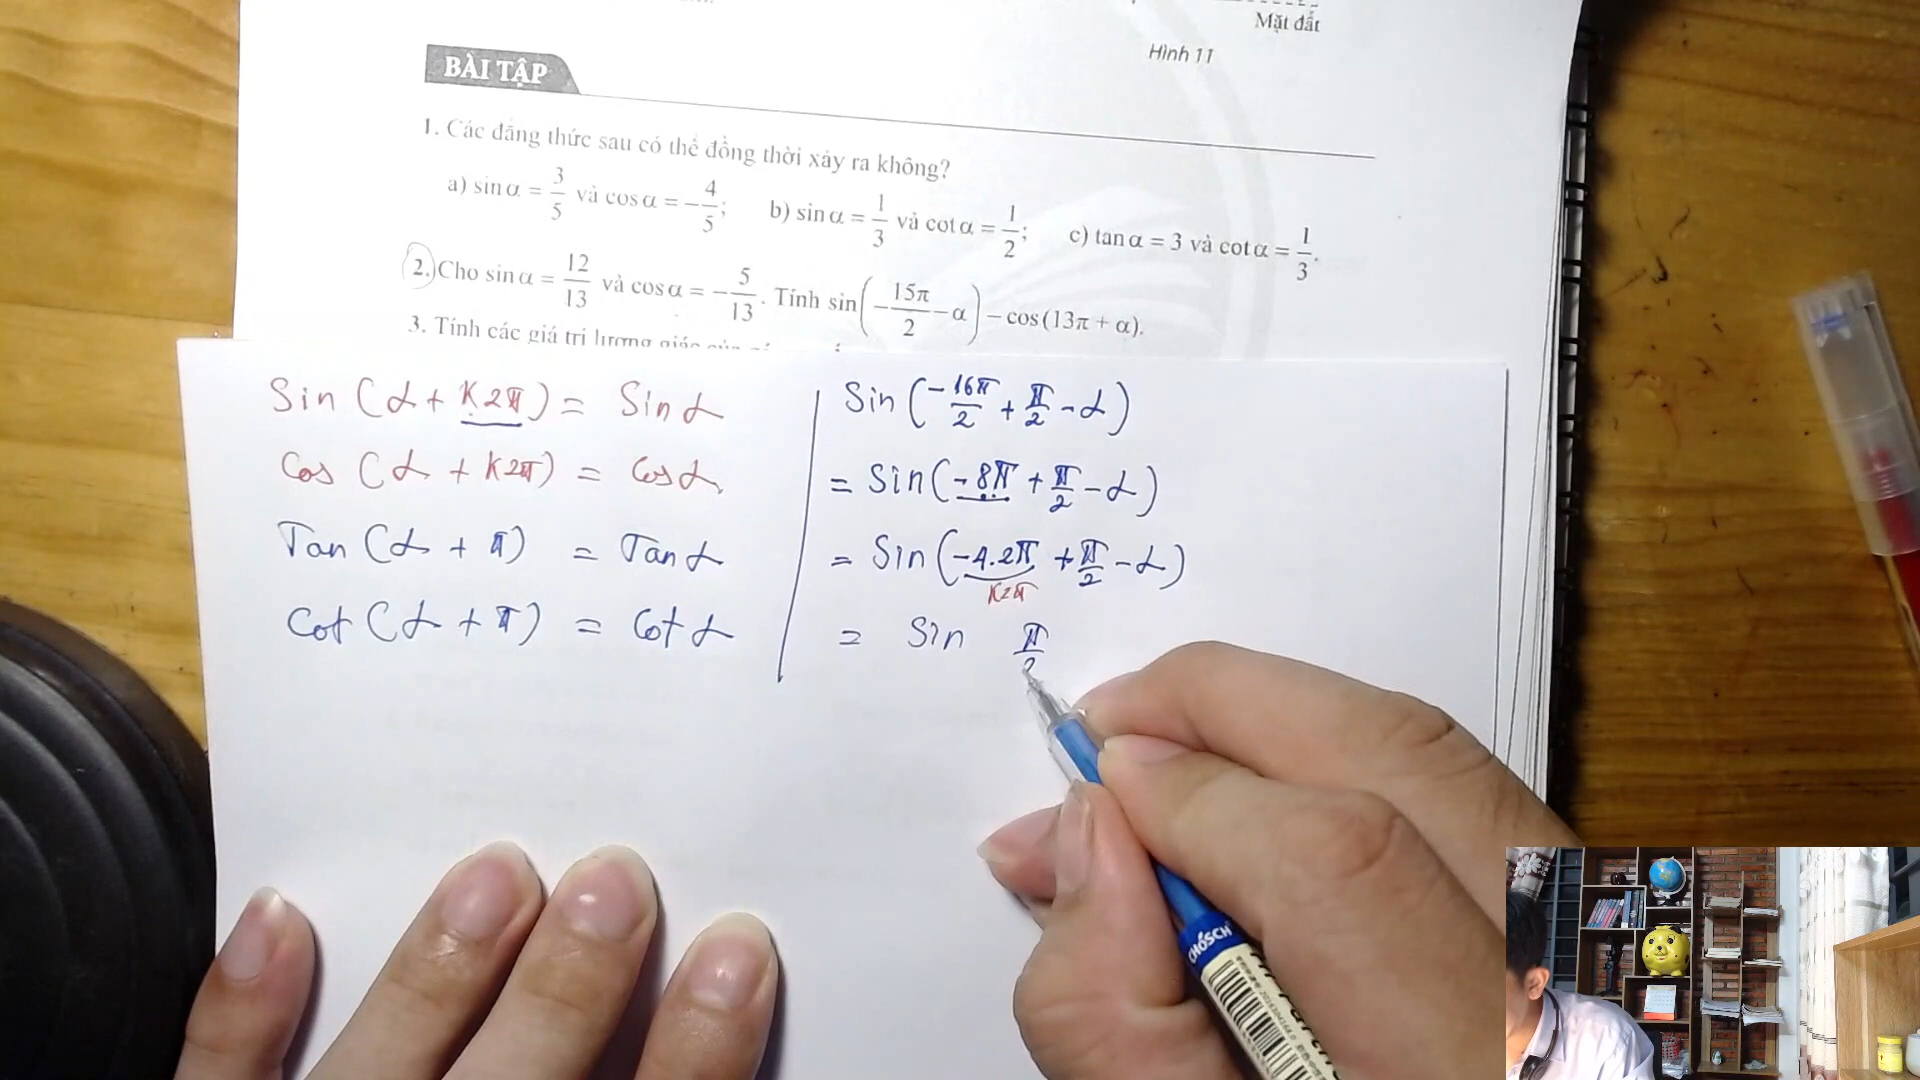 Mặt đất
Hình 11
BÀI TẬP
1. Các đẳng thức sau có thể đồng thời xảy ra không?
a) sin α = 3/5 và cos α = −4/5; b) sin α = 1/3 và cot α = 1/2; c) tan α = 3 và cot α = 1/3.
2. Cho sin α = 12/13 và cos α = −5/13. Tính sin(−15π/2 − α) − cos(13π + α).
3. Tính các giá trị lượng giác của
Sin (α + K2π) = Sin α
Cos (α + K2π) = Cos α
Tan (α + π) = Tan α
Cot (α + π) = Cot α
Sin (−16π/2 + π/2 − α)
= Sin (−8π + π/2 − α)
= Sin (−4.2π + π/2 − α)
K2π
= Sin π/2
CHOSCH